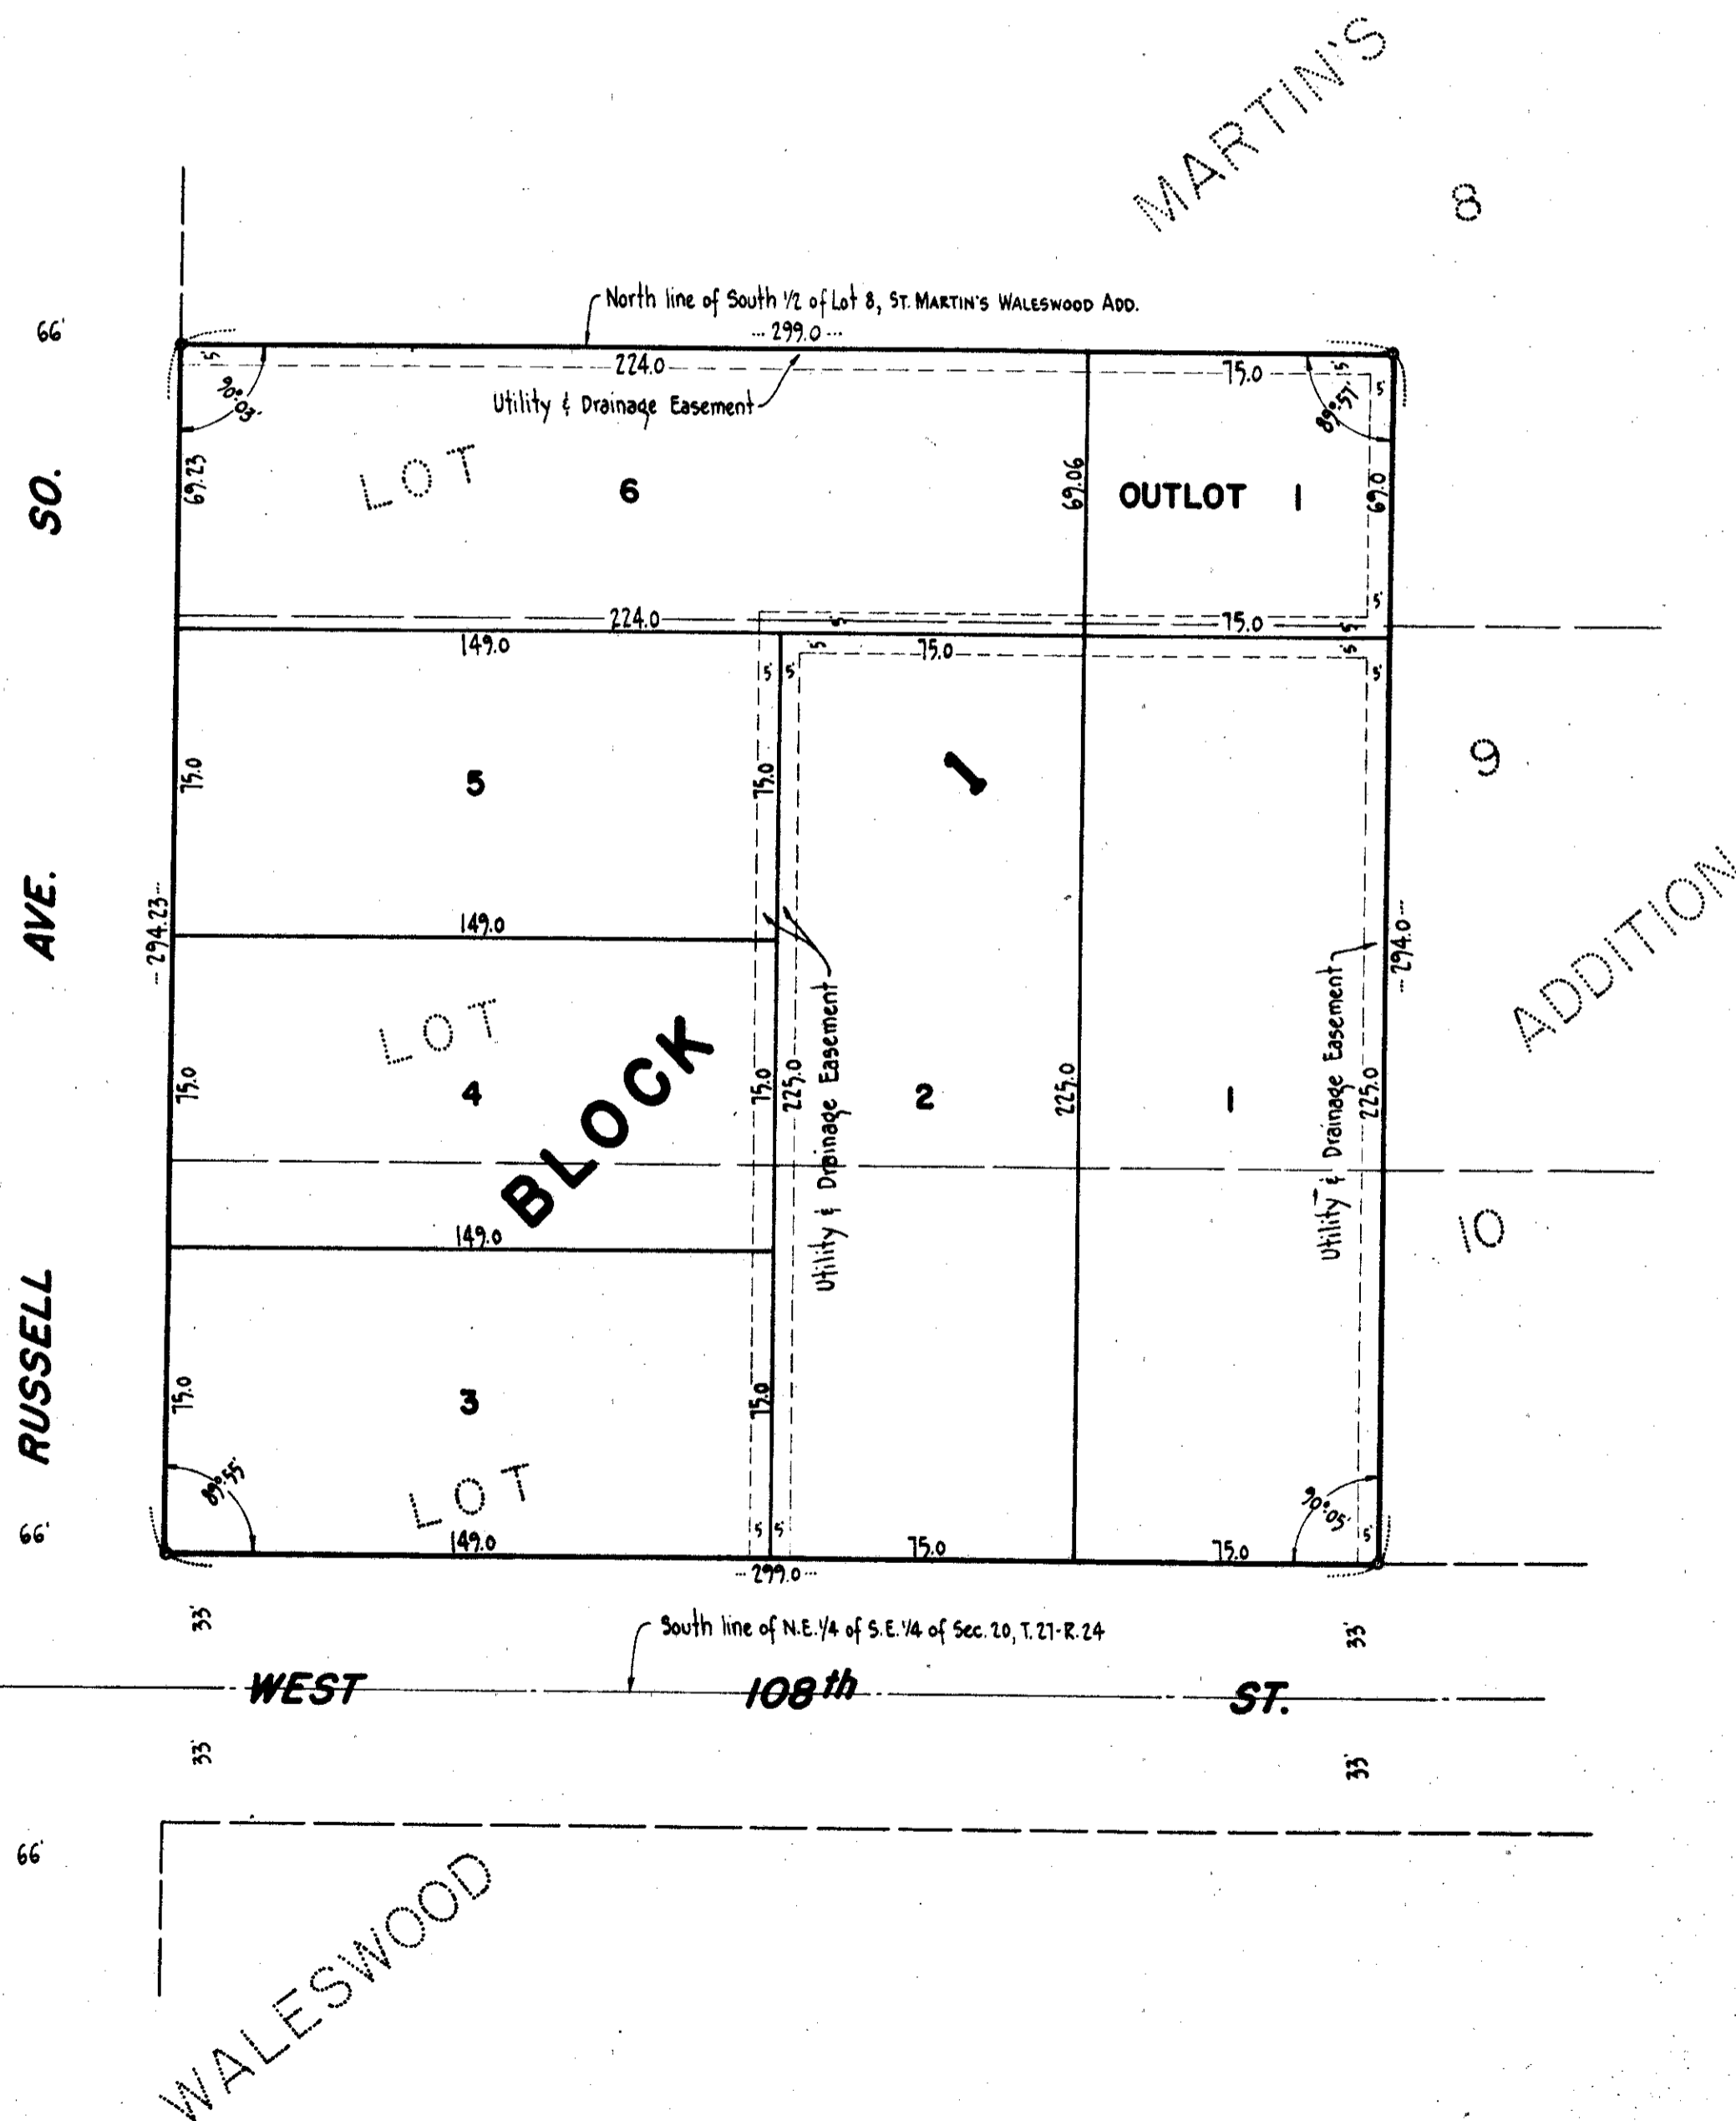 MARTIN'S
8
North line of South 1/2 of Lot 8, ST. MARTIN'S WALESWOOD ADD.
--- 299.0 ---
66'
5'
224.0
75.0
5'
5'
90°03'
Utility & Drainage Easement
89°57'
SO.
69.23
LOT
6
69.06
OUTLOT 1
69.0
5'
224.0
5'
75.0
5'
149.0
5'
75.0
5'
5'
5'
5'
75.0
5
75.0
1
9
AVE.
--- 294.23 ---
149.0
--- 294.0 ---
ADDITION
LOT
BLOCK
Utility & Drainage Easement
Utility & Drainage Easement
75.0
4
75.0
225.0
2
225.0
1
225.0
10
149.0
RUSSELL
75.0
3
75.0
89°55'
LOT
90°05'
66'
149.0
5'
5'
75.0
75.0
5'
--- 299.0 ---
33'
South line of N.E. 1/4 of S.E. 1/4 of Sec. 20, T. 27 - R. 24
33'
WEST 108th ST.
33'
33'
66'
WALESWOOD